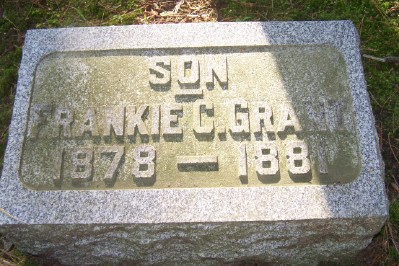 SON
FRANKIE C. GRANT
1878 — 1881